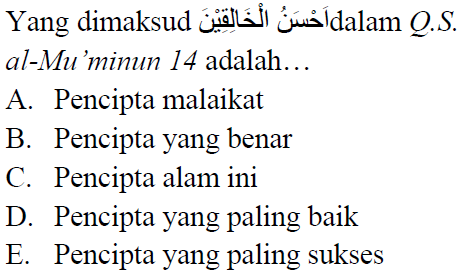 Yang dimaksud اَحْسَنُ الْخَالِقِيْنَ dalam Q.S.
al-Mu’minun 14 adalah…
A. Pencipta malaikat
B. Pencipta yang benar
C. Pencipta alam ini
D. Pencipta yang paling baik
E. Pencipta yang paling sukses